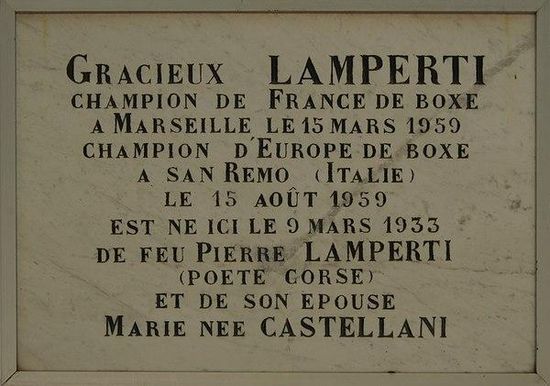 GRACIEUX LAMPERTI
CHAMPION DE FRANCE DE BOXE
A MARSEILLE LE 15 MARS 1959
CHAMPION D'EUROPE DE BOXE
A SAN REMO (ITALIE)
LE 15 AOÛT 1959
EST NE ICI LE 9 MARS 1933
DE FEU PIERRE LAMPERTI
(POETE CORSE)
ET DE SON EPOUSE
MARIE NEE CASTELLANI